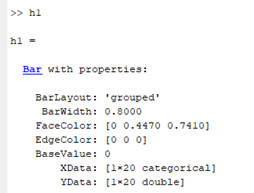 >> h1
h1 =
Bar with properties:
BarLayout: 'grouped'
BarWidth: 0.8000
FaceColor: [0 0.4470 0.7410]
EdgeColor: [0 0 0]
BaseValue: 0
XData: [1×20 categorical]
YData: [1×20 double]